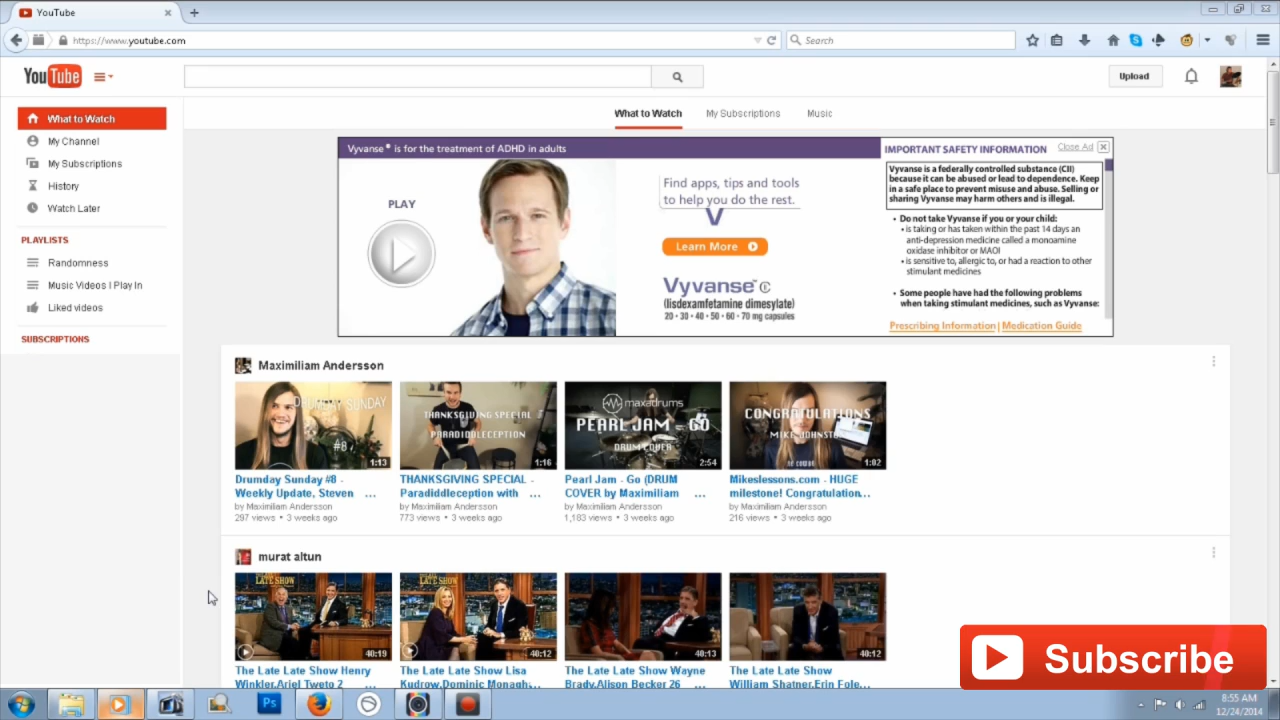 YouTube
https://www.youtube.com
Search
YouTube
Upload
What to Watch
My Channel
My Subscriptions
History
Watch Later
PLAYLISTS
Randomness
Music Videos I Play In
Liked videos
SUBSCRIPTIONS
What to Watch My Subscriptions Music
Vyvanse® is for the treatment of ADHD in adults
PLAY
Find apps, tips and tools
to help you do the rest.
Learn More
Vyvanse
(lisdexamfetamine dimesylate)
20 • 30 • 40 • 50 • 60 • 70 mg capsules
IMPORTANT SAFETY INFORMATION
Close Ad
Vyvanse is a federally controlled substance (CII)
because it can be abused or lead to dependence. Keep
in a safe place to prevent misuse and abuse. Selling or
sharing Vyvanse may harm others and is illegal.
• Do not take Vyvanse if you or your child:
• is taking or has taken within the past 14 days an
anti-depression medicine called a monoamine
oxidase inhibitor or MAOI
• is sensitive to, allergic to, or had a reaction to other
stimulant medicines
• Some people have had the following problems
when taking stimulant medicines, such as Vyvanse:
Prescribing Information | Medication Guide
Maximiliam Andersson
DRUMDAY SUNDAY
#8
1:13
Drumday Sunday #8 -
Weekly Update, Steven ...
by Maximiliam Andersson
297 views • 3 weeks ago
THANKSGIVING SPECIAL
PARADIDDLECEPTION
1:16
THANKSGIVING SPECIAL -
Paradiddleception with ...
by Maximiliam Andersson
773 views • 3 weeks ago
maxadrums
PEARL JAM - GO
DRUM COVER
2:54
Pearl Jam - Go (DRUM
COVER by Maximiliam ...
by Maximiliam Andersson
1,183 views • 3 weeks ago
CONGRATULATIONS
MIKE JOHNSTON
1:02
Mikeslessons.com - HUGE
milestone! Congratulation...
by Maximiliam Andersson
216 views • 3 weeks ago
murat altun
LATE SHOW
40:19
The Late Late Show Henry
Winkler,Ariel Tweto 2 ...
LATE SHOW
40:12
The Late Late Show Lisa
Kudrow,Dominic Monagh...
40:13
The Late Late Show Wayne
Brady,Alison Becker 26 ...
40:12
The Late Late Show
William Shatner,Erin Fole...
Subscribe
Ps
8:55 AM
12/24/2014